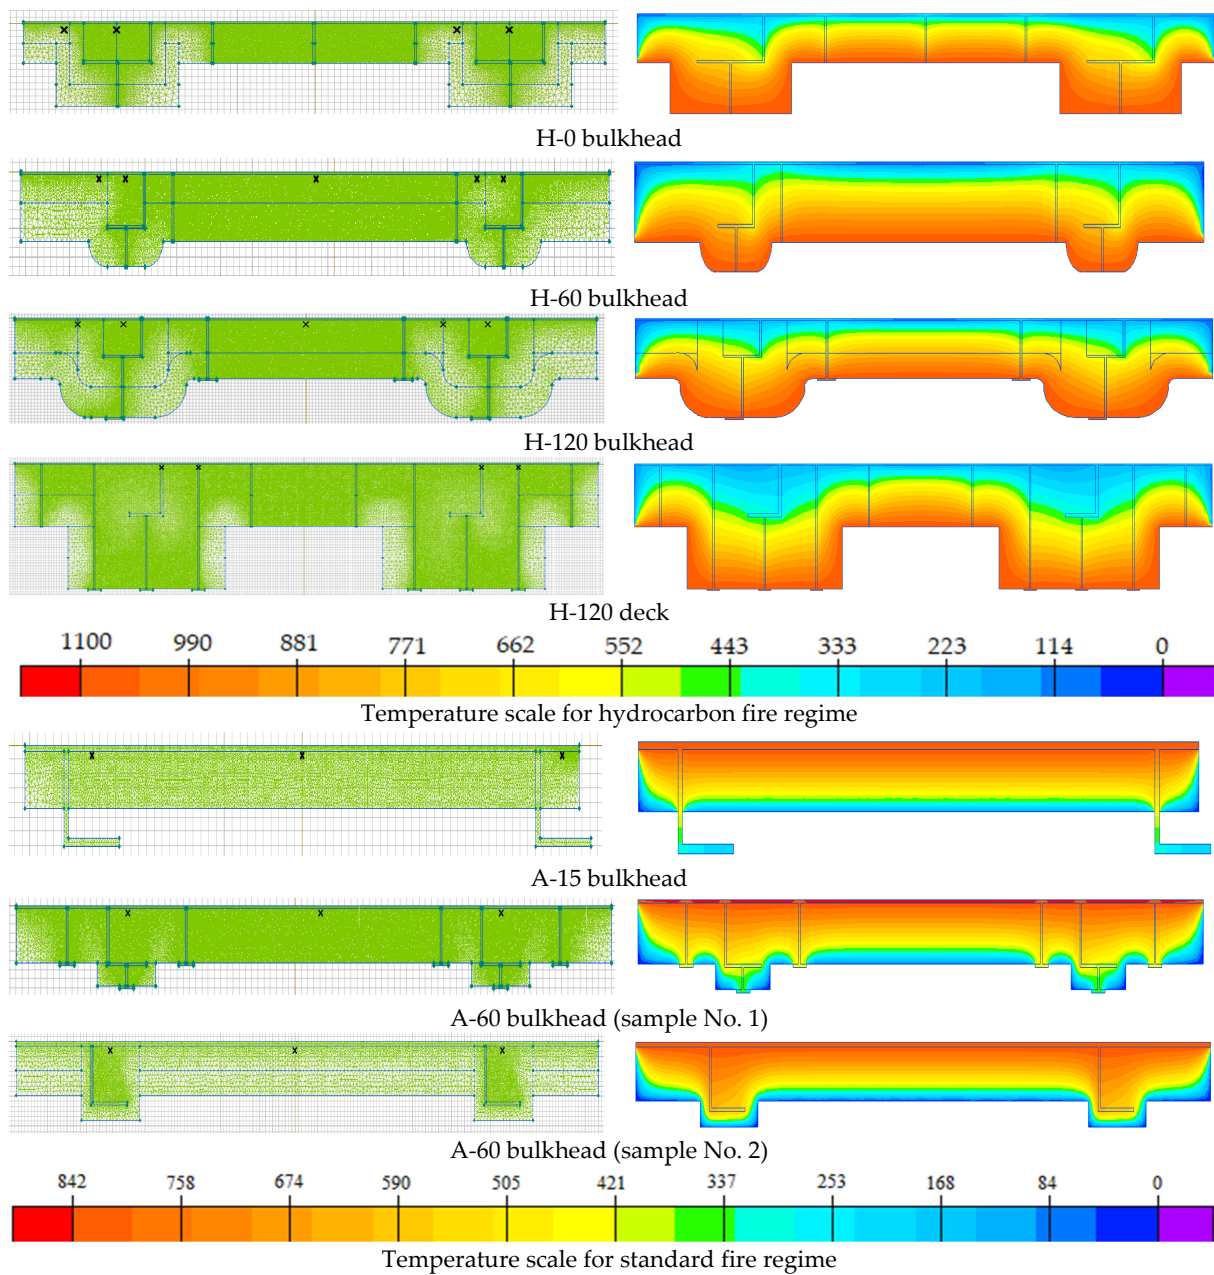 H-0 bulkhead
H-60 bulkhead
H-120 bulkhead
H-120 deck
1100 990 881 771 662 552 443 333 223 114 0
Temperature scale for hydrocarbon fire regime
A-15 bulkhead
A-60 bulkhead (sample No. 1)
A-60 bulkhead (sample No. 2)
842 758 674 590 505 421 337 253 168 84 0
Temperature scale for standard fire regime